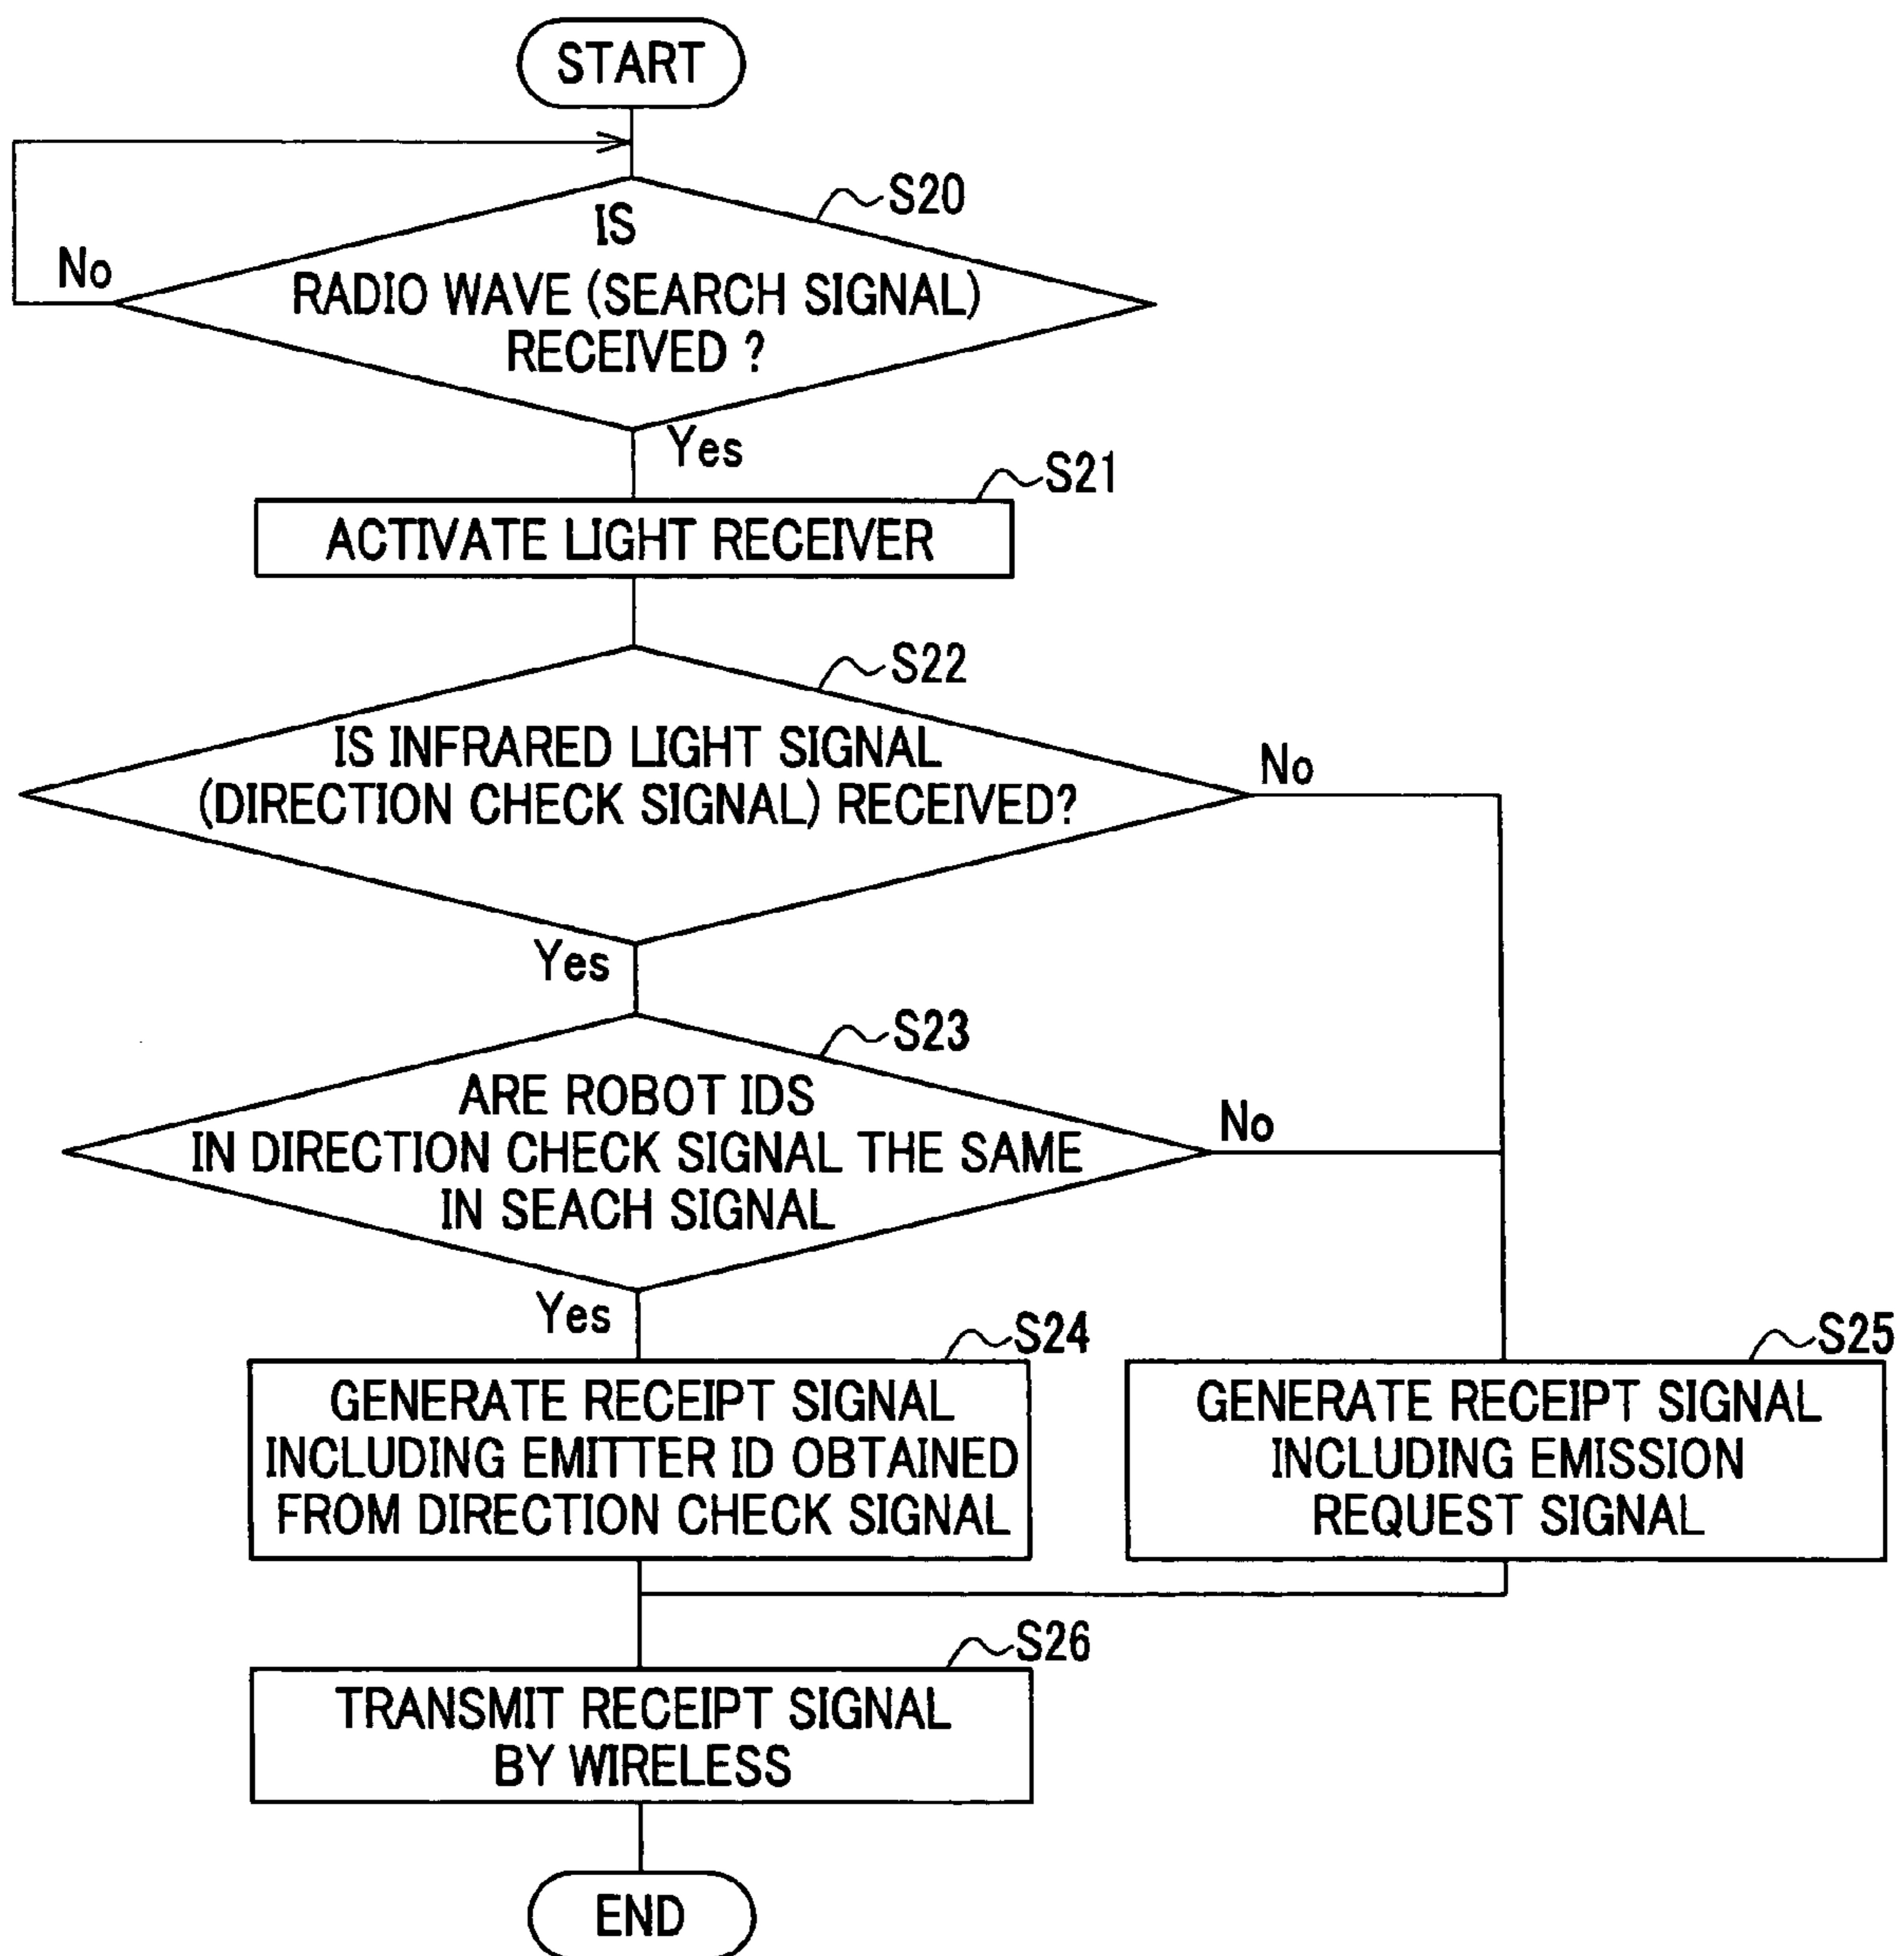 START
S20
IS
No
RADIO WAVE (SEARCH SIGNAL)
RECEIVED ?
Yes
S21
ACTIVATE LIGHT RECEIVER
S22
IS INFRARED LIGHT SIGNAL
(DIRECTION CHECK SIGNAL) RECEIVED?
No
Yes
S23
ARE ROBOT IDS
IN DIRECTION CHECK SIGNAL THE SAME
IN SEACH SIGNAL
No
Yes
S24
GENERATE RECEIPT SIGNAL
INCLUDING EMITTER ID OBTAINED
FROM DIRECTION CHECK SIGNAL
S25
GENERATE RECEIPT SIGNAL
INCLUDING EMISSION
REQUEST SIGNAL
S26
TRANSMIT RECEIPT SIGNAL
BY WIRELESS
END